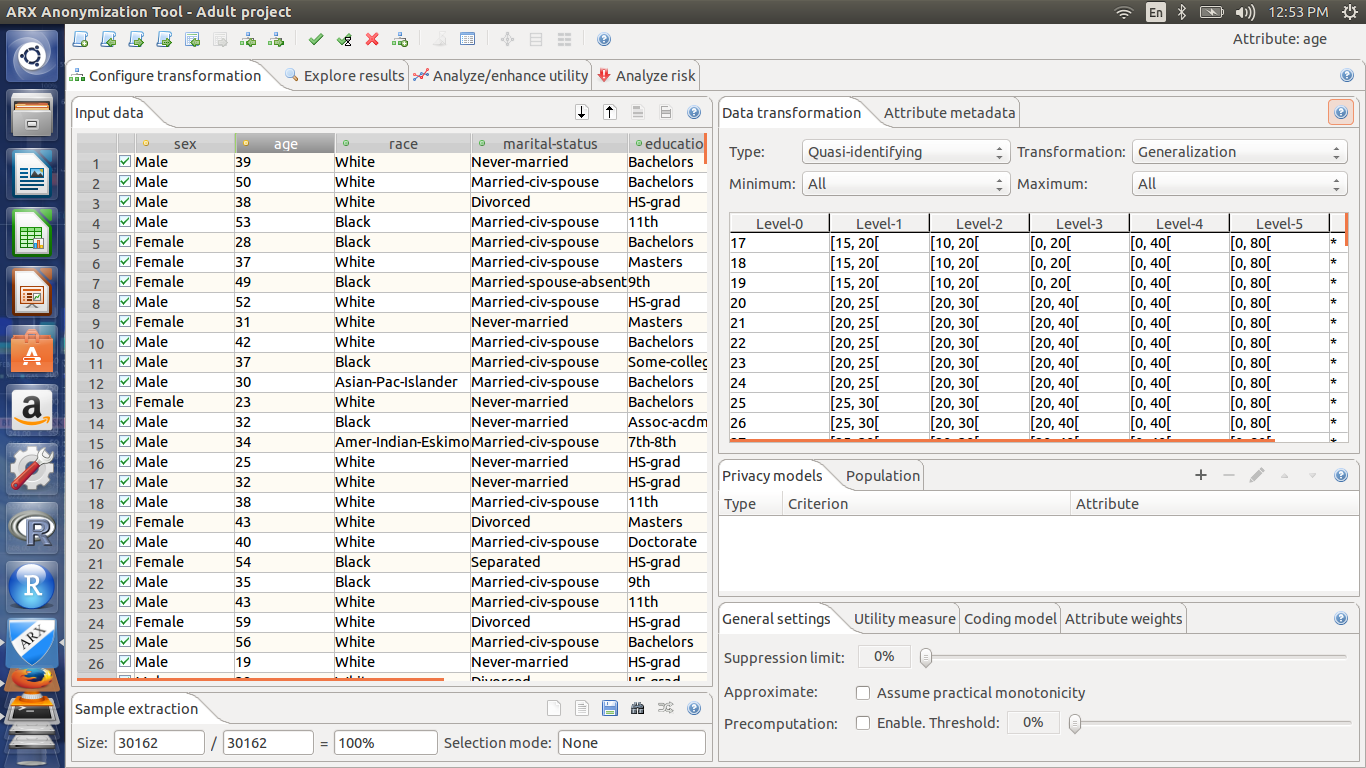 ARX Anonymization Tool - Adult project
En
12:53 PM
Attribute: age
Configure transformation
Explore results
Analyze/enhance utility
Analyze risk
Input data
sex age race marital-status educatio
1 Male 39 White Never-married Bachelors
2 Male 50 White Married-civ-spouse Bachelors
3 Male 38 White Divorced HS-grad
4 Male 53 Black Married-civ-spouse 11th
5 Female 28 Black Married-civ-spouse Bachelors
6 Female 37 White Married-civ-spouse Masters
7 Female 49 Black Married-spouse-absent 9th
8 Male 52 White Married-civ-spouse HS-grad
9 Female 31 White Never-married Masters
10 Male 42 White Married-civ-spouse Bachelors
11 Male 37 Black Married-civ-spouse Some-colleg
12 Male 30 Asian-Pac-Islander Married-civ-spouse Bachelors
13 Female 23 White Never-married Bachelors
14 Male 32 Black Never-married Assoc-acdm
15 Male 34 Amer-Indian-Eskimo Married-civ-spouse 7th-8th
16 Male 25 White Never-married HS-grad
17 Male 32 White Never-married HS-grad
18 Male 38 White Married-civ-spouse 11th
19 Female 43 White Divorced Masters
20 Male 40 White Married-civ-spouse Doctorate
21 Female 54 Black Separated HS-grad
22 Male 35 Black Married-civ-spouse 9th
23 Male 43 White Married-civ-spouse 11th
24 Female 59 White Divorced HS-grad
25 Male 56 White Married-civ-spouse Bachelors
26 Male 19 White Never-married HS-grad
Sample extraction
Size: 30162 / 30162 = 100% Selection mode: None
Data transformation
Attribute metadata
Type: Quasi-identifying Transformation: Generalization
Minimum: All Maximum: All
Level-0 Level-1 Level-2 Level-3 Level-4 Level-5
17 [15, 20[ [10, 20[ [0, 20[ [0, 40[ [0, 80[ *
18 [15, 20[ [10, 20[ [0, 20[ [0, 40[ [0, 80[ *
19 [15, 20[ [10, 20[ [0, 20[ [0, 40[ [0, 80[ *
20 [20, 25[ [20, 30[ [20, 40[ [0, 40[ [0, 80[ *
21 [20, 25[ [20, 30[ [20, 40[ [0, 40[ [0, 80[ *
22 [20, 25[ [20, 30[ [20, 40[ [0, 40[ [0, 80[ *
23 [20, 25[ [20, 30[ [20, 40[ [0, 40[ [0, 80[ *
24 [20, 25[ [20, 30[ [20, 40[ [0, 40[ [0, 80[ *
25 [25, 30[ [20, 30[ [20, 40[ [0, 40[ [0, 80[ *
26 [25, 30[ [20, 30[ [20, 40[ [0, 40[ [0, 80[ *
Privacy models
Population
Type Criterion Attribute
General settings
Utility measure
Coding model
Attribute weights
Suppression limit: 0%
Approximate: Assume practical monotonicity
Precomputation: Enable. Threshold: 0%
a
R
R
ARX